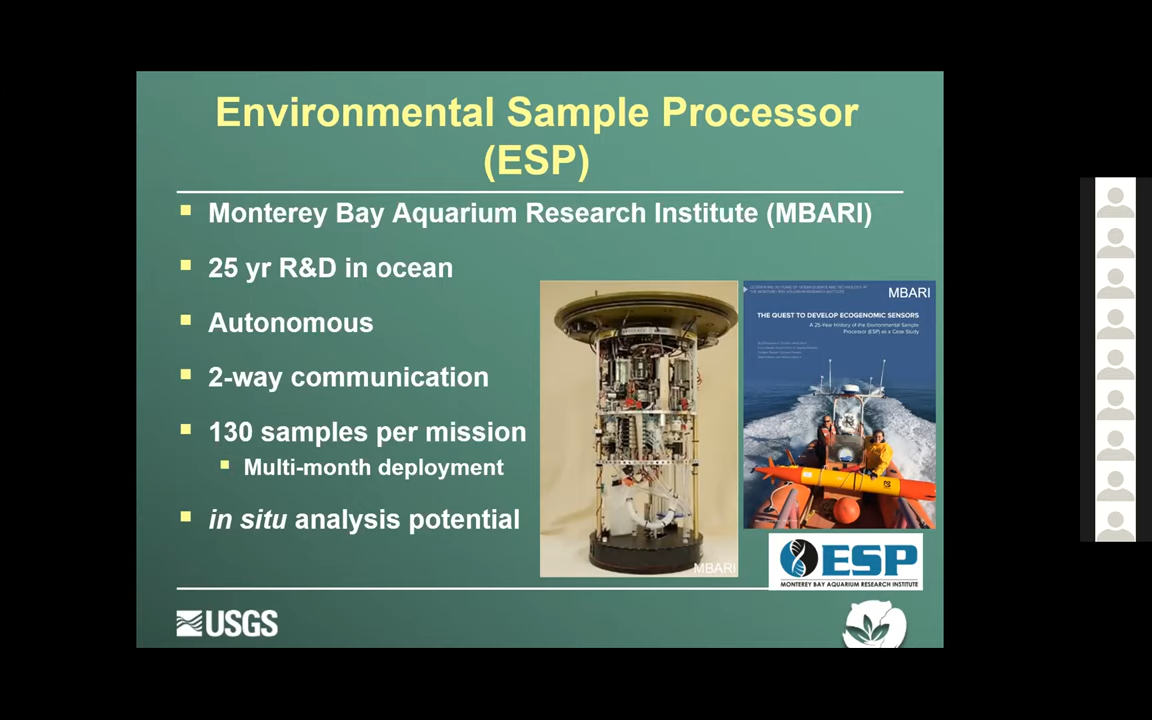 Environmental Sample Processor
(ESP)
Monterey Bay Aquarium Research Institute (MBARI)
25 yr R&D in ocean
Autonomous
2-way communication
130 samples per mission
Multi-month deployment
in situ analysis potential
MBARI
MBARI
THE QUEST TO DEVELOP ECOGENOMIC SENSORS
A 25-Year History of the Environmental Sample
Processor (ESP) as a Case Study
ESP
MONTEREY BAY AQUARIUM RESEARCH INSTITUTE
USGS